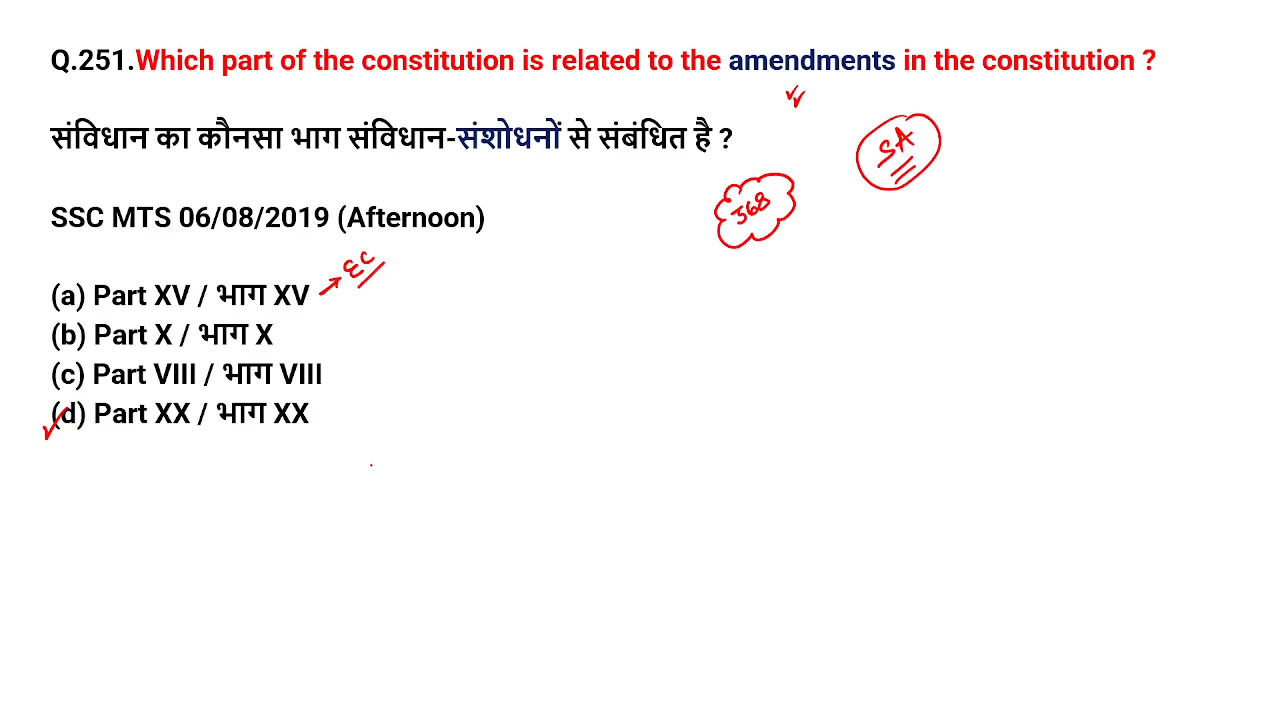 Q.251.Which part of the constitution is related to the amendments in the constitution ?
संविधान का कौनसा भाग संविधान-संशोधनों से संबंधित है ?
SA
368
SSC MTS 06/08/2019 (Afternoon)
EC
(a) Part XV / भाग XV
(b) Part X / भाग X
(c) Part VIII / भाग VIII
(d) Part XX / भाग XX